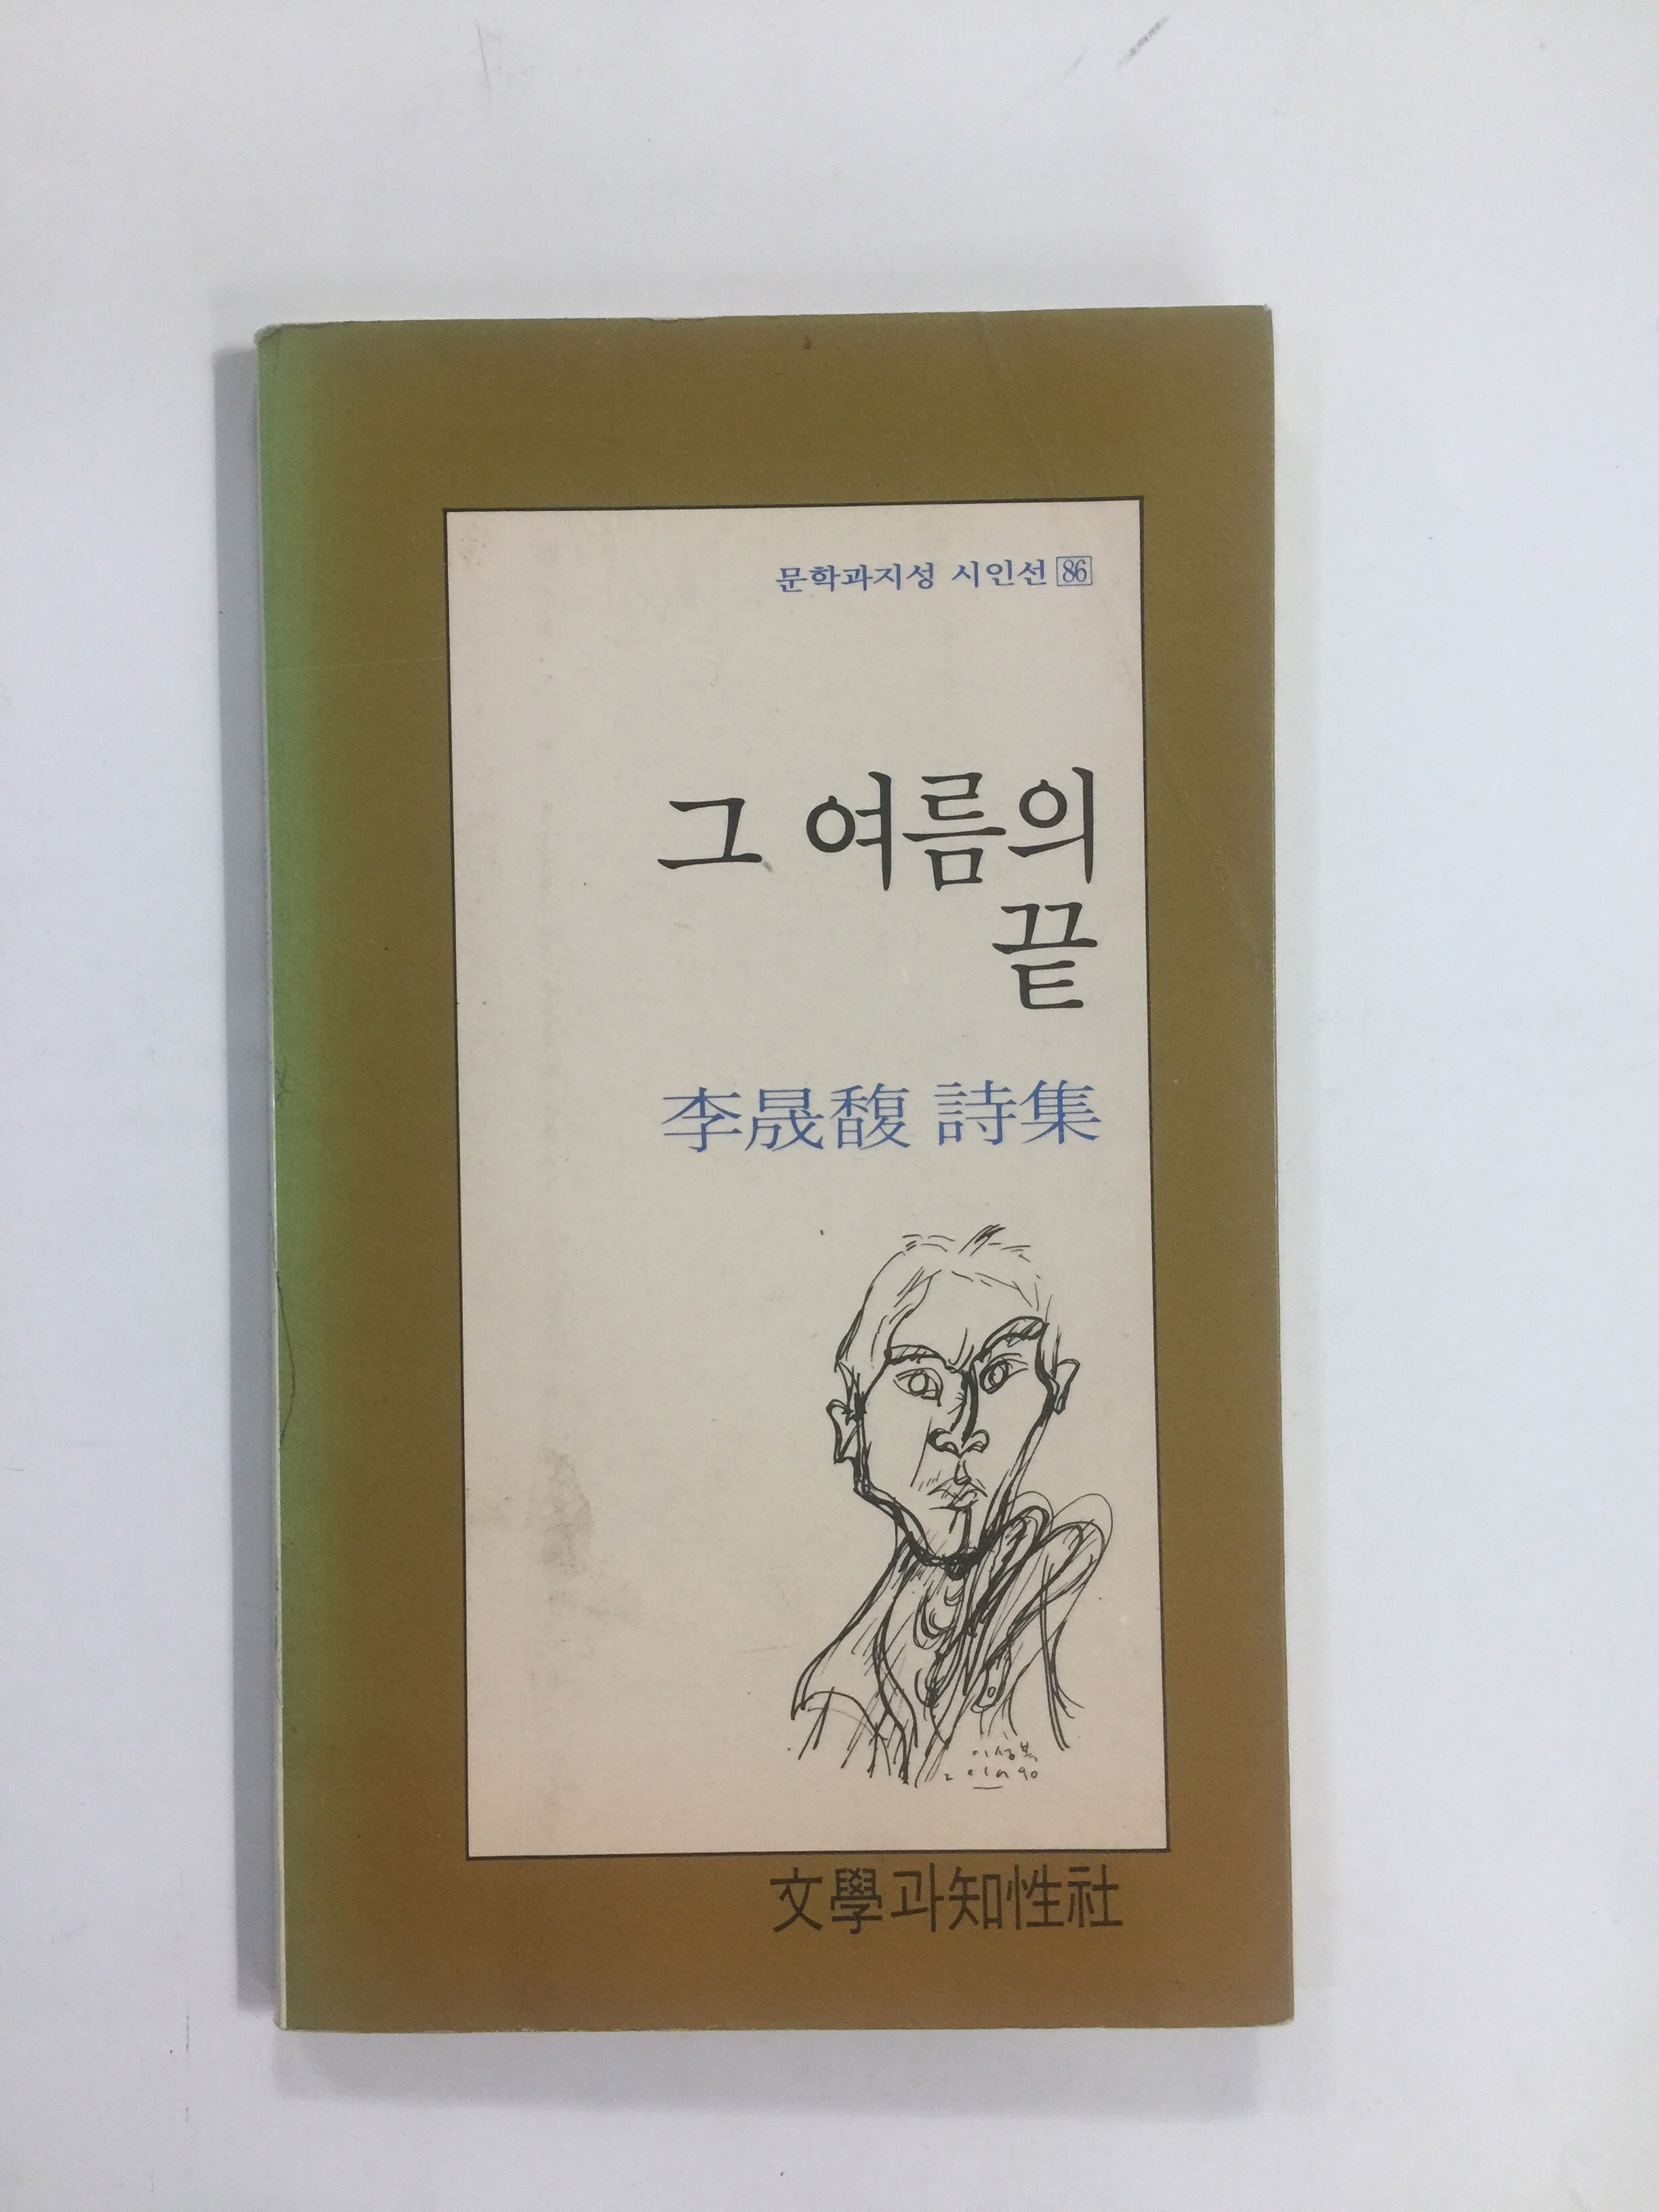 문학과지성 시인선 86
그 여름의
끝
李晟馥 詩集
이성복
90
文學과知性社